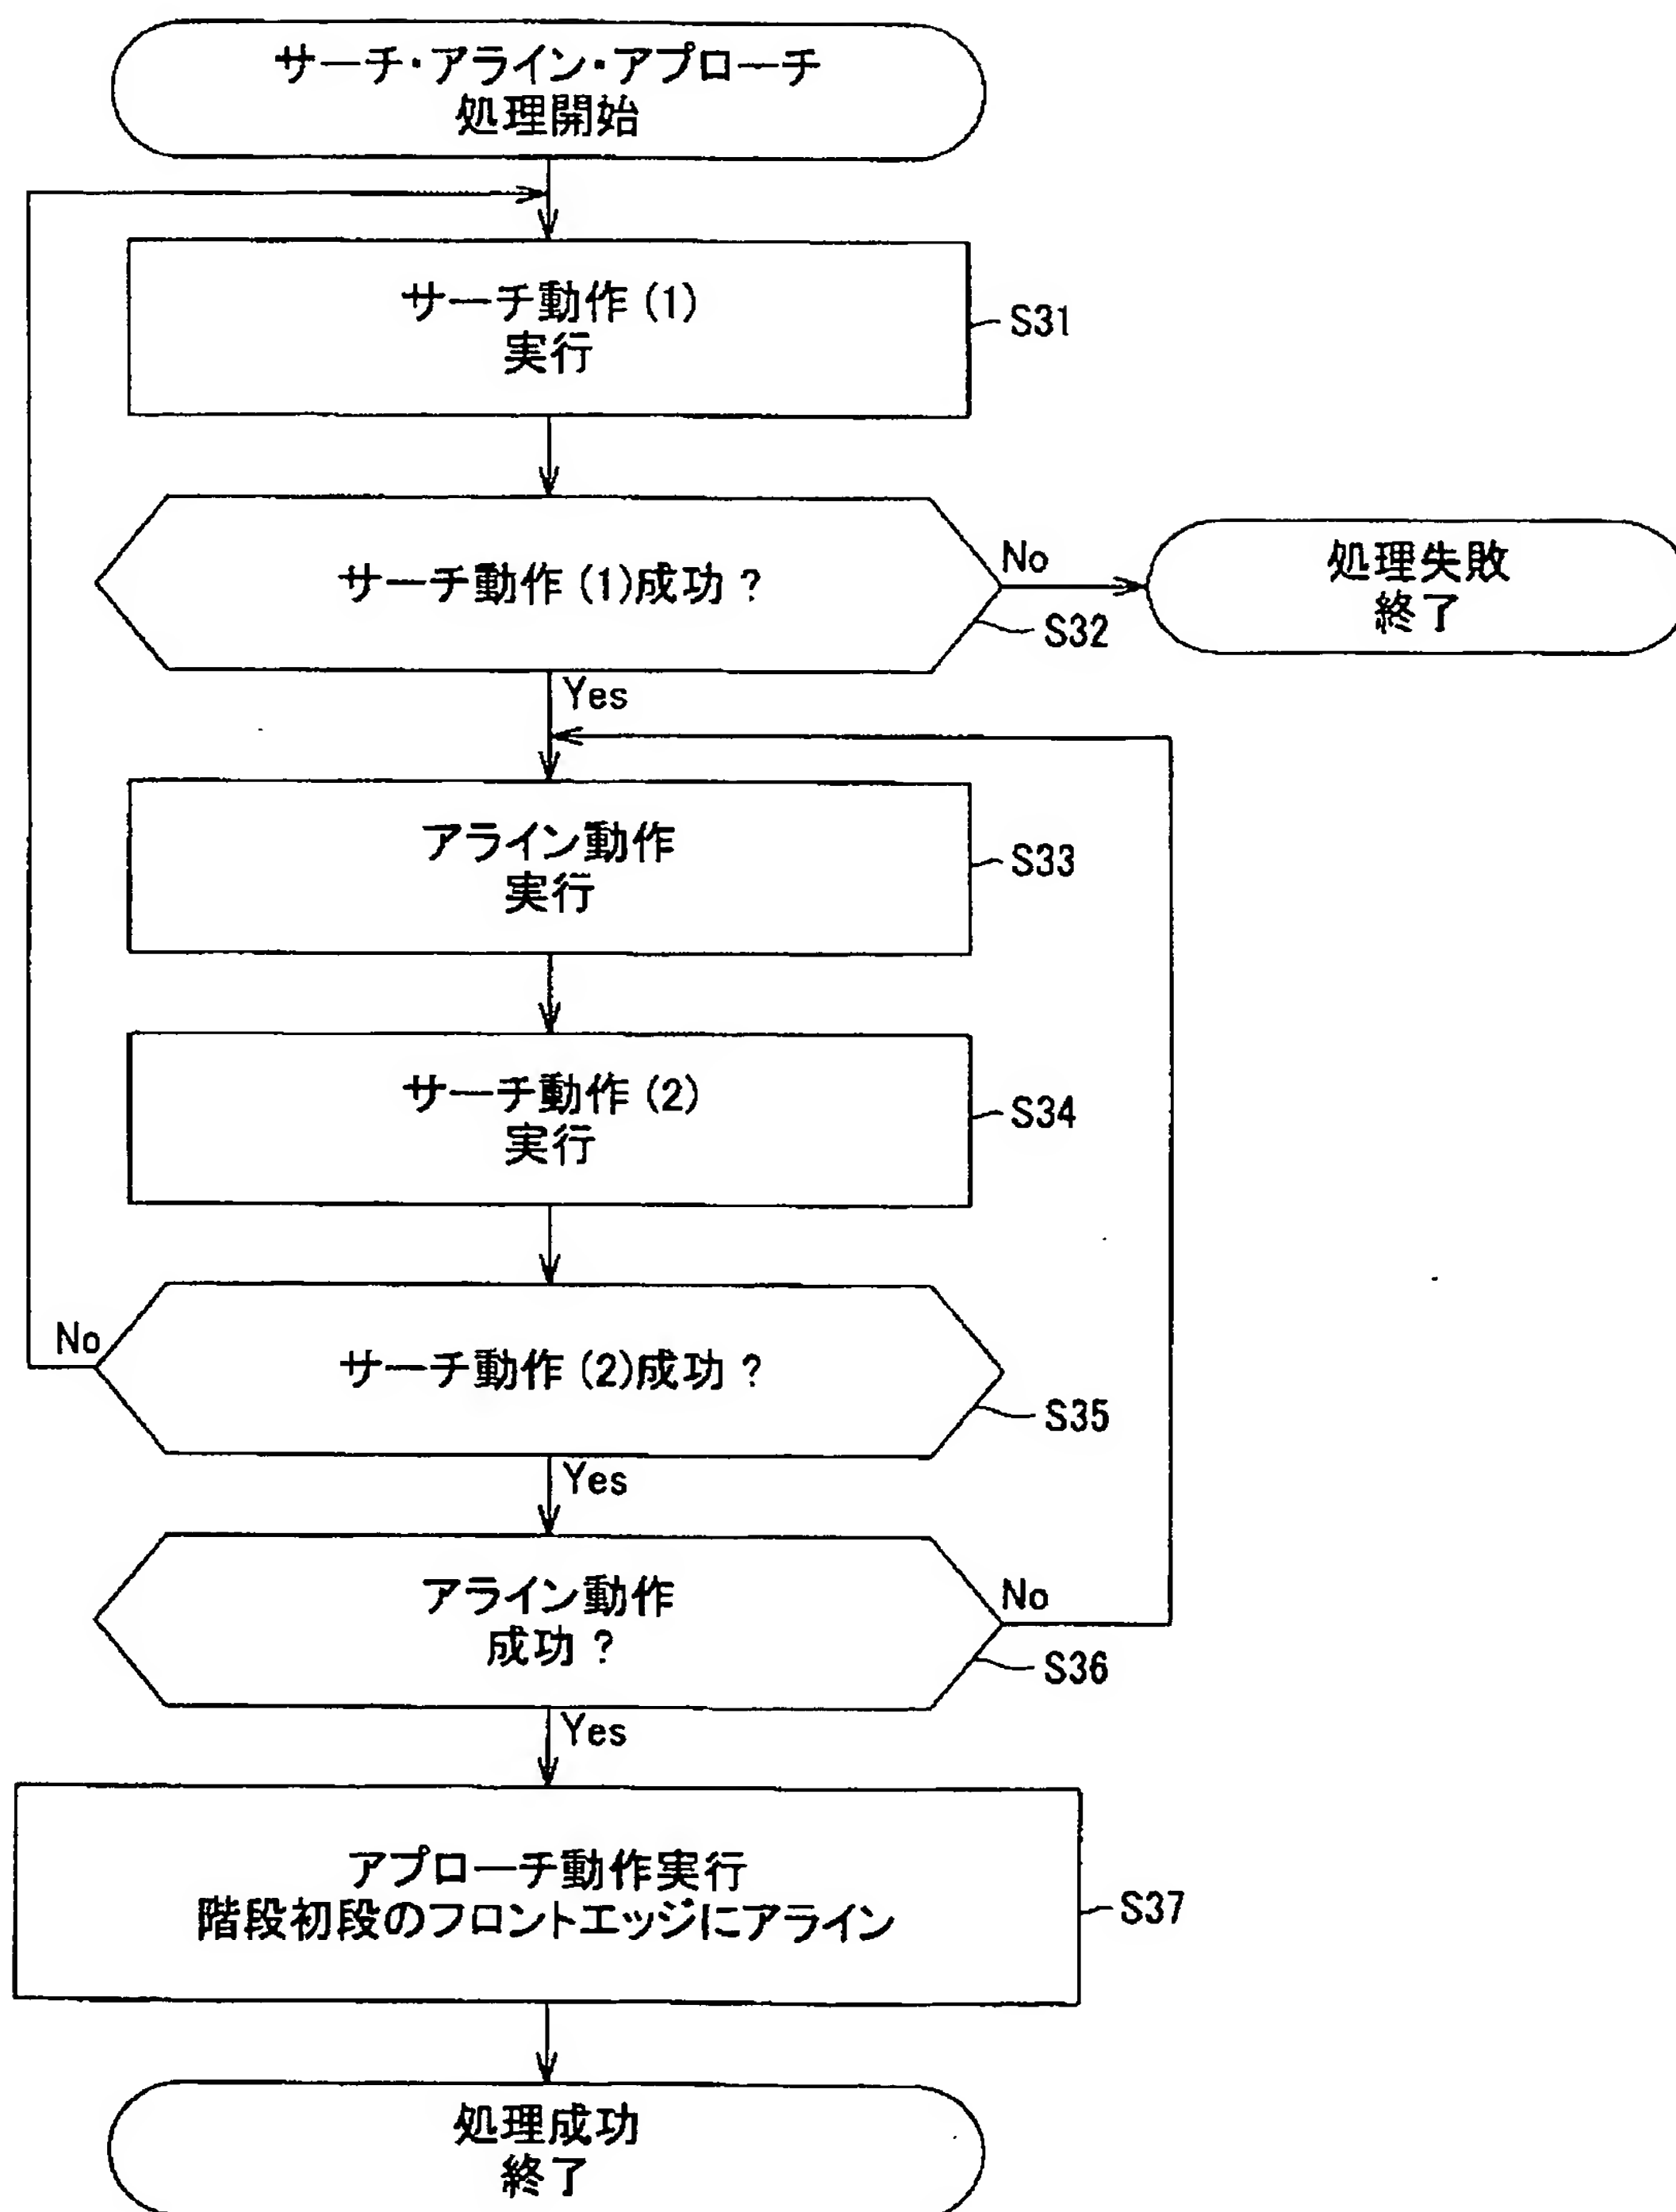 サーチ・アライン・アプローチ
処理開始
サーチ動作(1)
実行
S31
サーチ動作(1)成功?
No
S32
処理失敗
終了
Yes
アライン動作
実行
S33
サーチ動作(2)
実行
S34
No
サーチ動作(2)成功?
S35
Yes
アライン動作
成功?
No
S36
Yes
アプローチ動作実行
階段初段のフロントエッジにアライン
S37
処理成功
終了